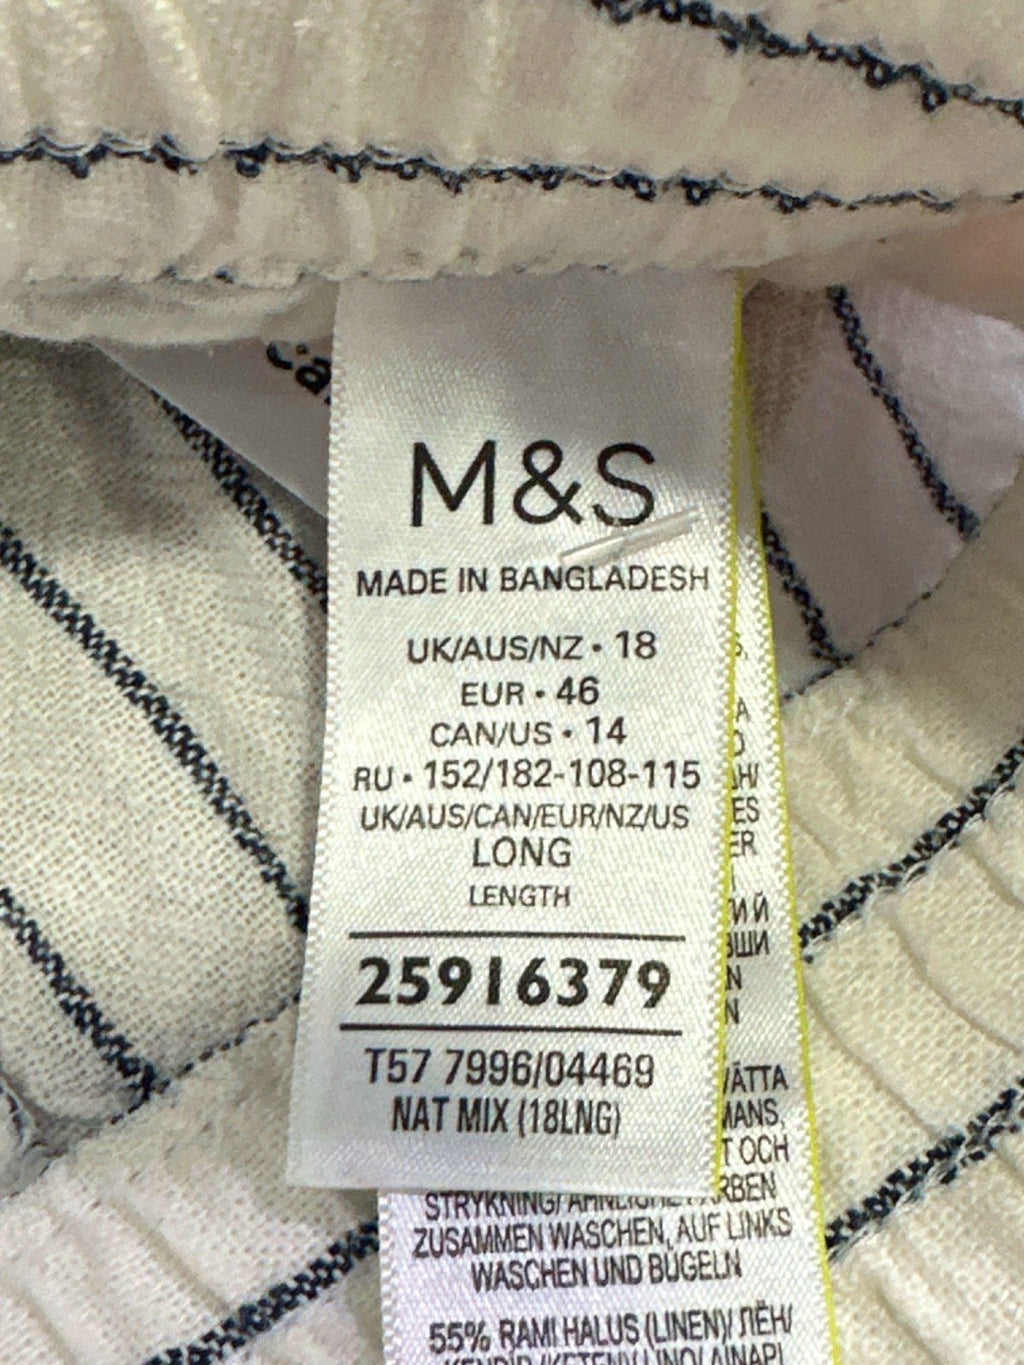 M&S
MADE IN BANGLADESH
UK/AUS/NZ • 18
EUR • 46
CAN/US • 14
RU • 152/182-108-115
UK/AUS/CAN/EUR/NZ/US
LONG
LENGTH
25916379
T57 7996/04469
NAT MIX (18LNG)
OCH
STRYKNING/
ZUSAMMEN WASCHEN, AUF LINKS
WASCHEN UND BÜGELN
55% RAMI HALUS (LINEN)/ ЛЁН/